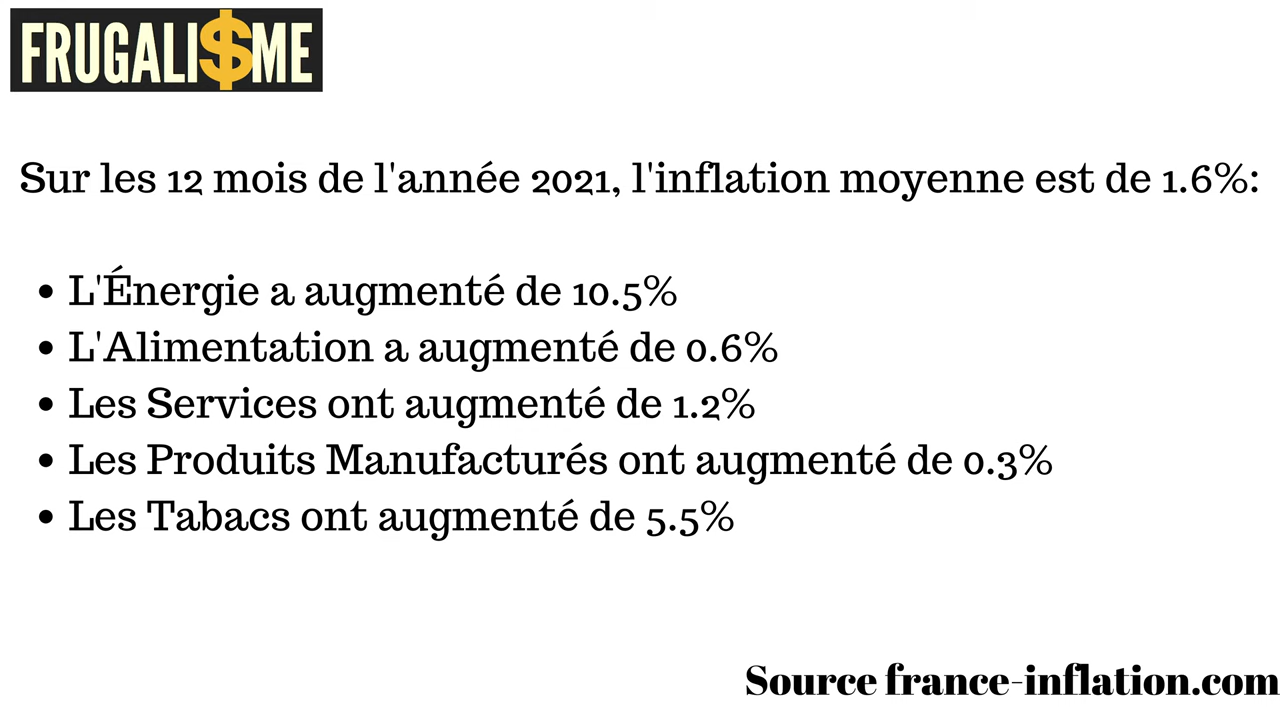 FRUGALI$ME
Sur les 12 mois de l'année 2021, l'inflation moyenne est de 1.6%:
• L'Énergie a augmenté de 10.5%
• L'Alimentation a augmenté de 0.6%
• Les Services ont augmenté de 1.2%
• Les Produits Manufacturés ont augmenté de 0.3%
• Les Tabacs ont augmenté de 5.5%
Source france-inflation.com